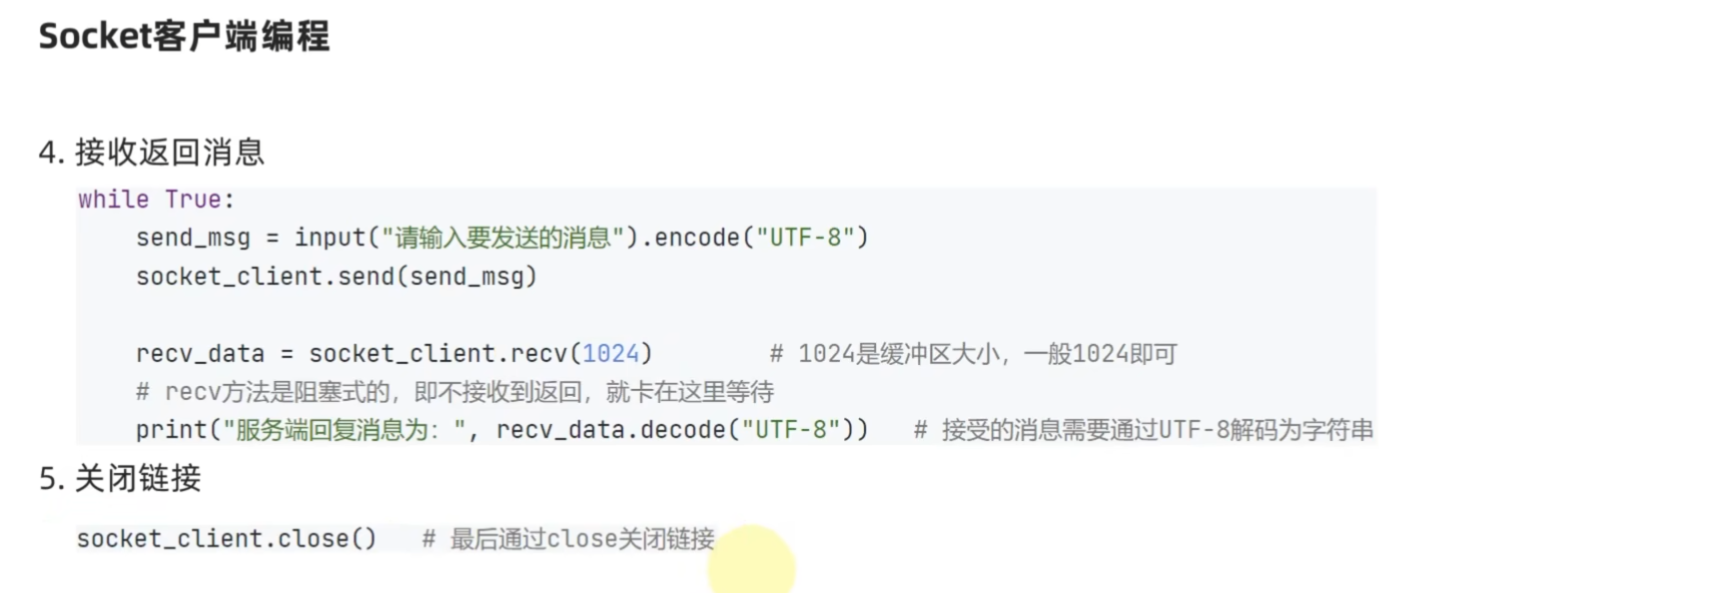 Socket客户端编程
4. 接收返回消息
while True:
    send_msg = input("请输入要发送的消息").encode("UTF-8")
    socket_client.send(send_msg)
    recv_data = socket_client.recv(1024)        # 1024是缓冲区大小，一般1024即可
    # recv方法是阻塞式的，即不接收到返回，就卡在这里等待
    print("服务端回复消息为：", recv_data.decode("UTF-8"))   # 接受的消息需要通过UTF-8解码为字符串
5. 关闭链接
socket_client.close()   # 最后通过close关闭链接